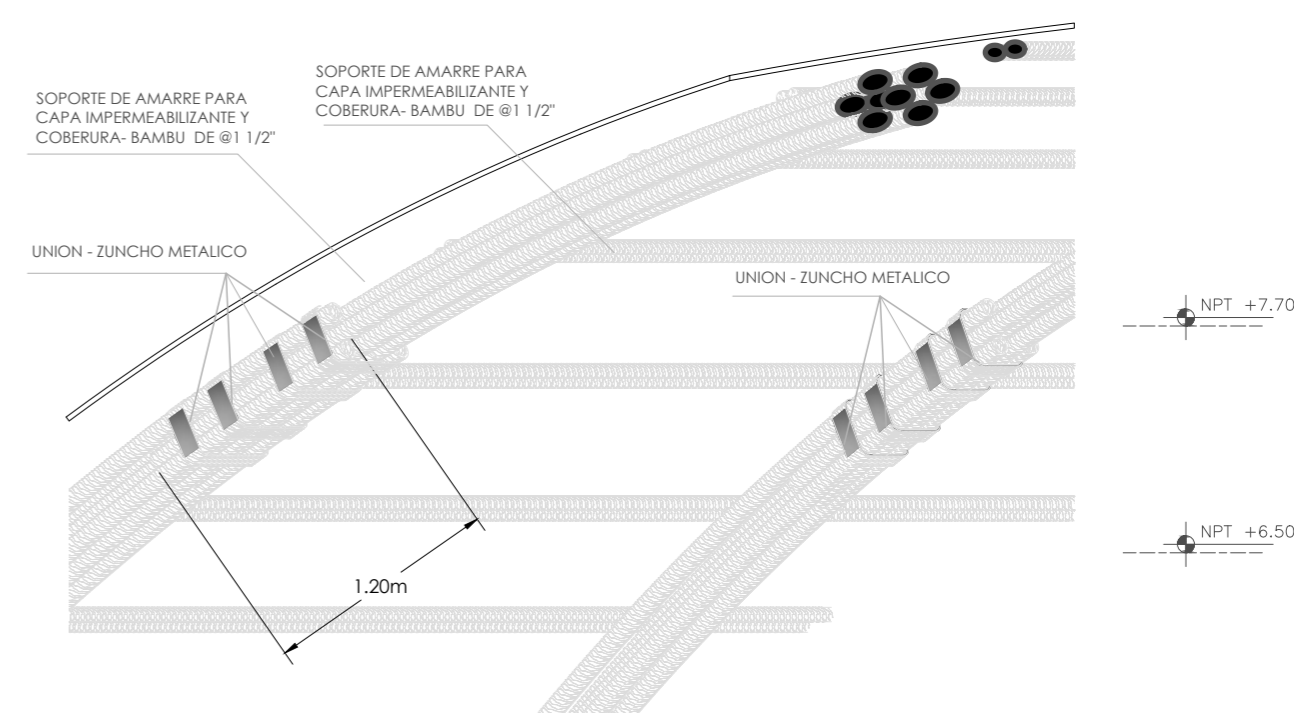 SOPORTE DE AMARRE PARA
CAPA IMPERMEABILIZANTE Y
COBERURA- BAMBU DE @1 1/2"
SOPORTE DE AMARRE PARA
CAPA IMPERMEABILIZANTE Y
COBERURA- BAMBU DE @1 1/2"
UNION - ZUNCHO METALICO
UNION - ZUNCHO METALICO
NPT +7.70
NPT +6.50
1.20m